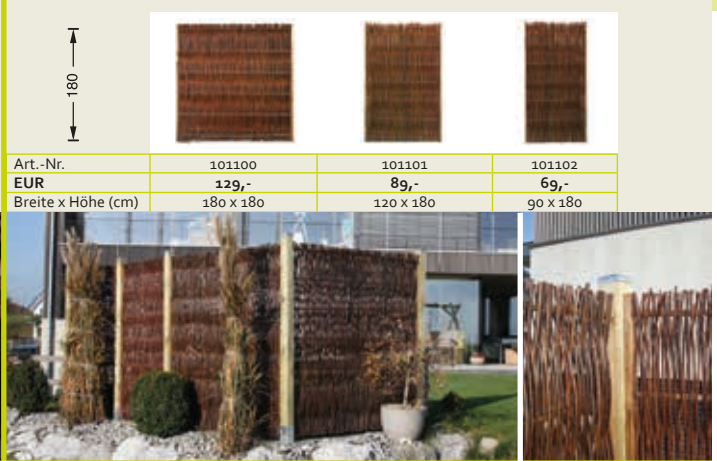 180
Art.-Nr. 101100 101101 101102
EUR 129,- 89,- 69,-
Breite x Höhe (cm) 180 x 180 120 x 180 90 x 180